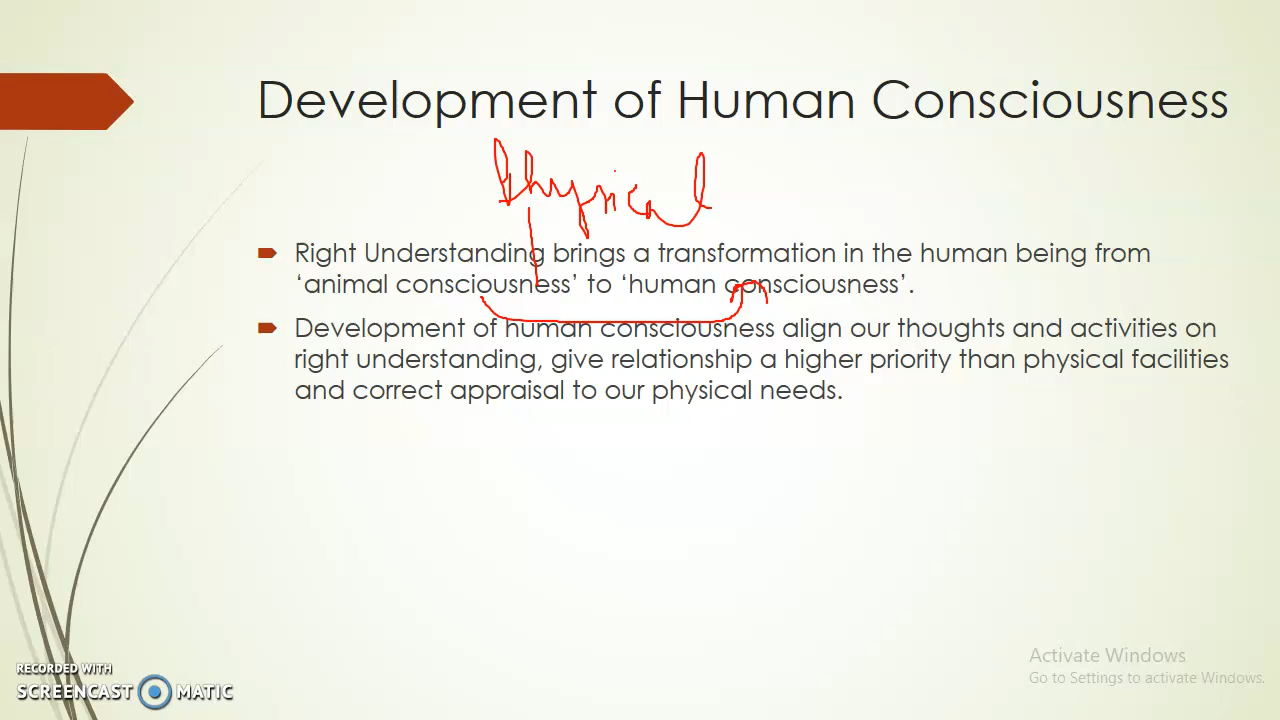 Development of Human Consciousness
Physical
Right Understanding brings a transformation in the human being from
‘animal consciousness’ to ‘human consciousness’.
Development of human consciousness align our thoughts and activities on
right understanding, give relationship a higher priority than physical facilities
and correct appraisal to our physical needs.
Activate Windows
Go to Settings to activate Windows.
RECORDED WITH
SCREENCAST MATIC